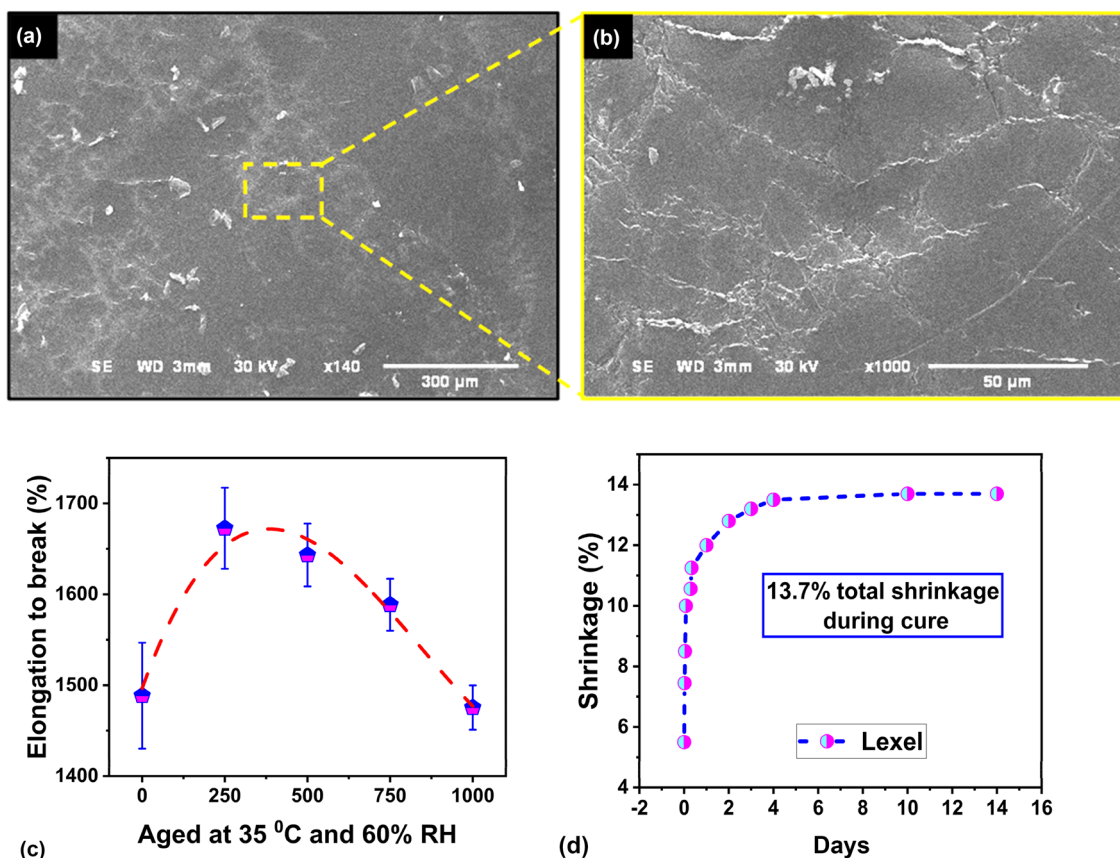 (a)
SE WD 3mm 30 kV x140 300 µm
(b)
SE WD 3mm 30 kV x1000 50 µm
Elongation to break (%)
1700
1600
1500
1400
0 250 500 750 1000
Aged at 35 ⁰C and 60% RH
(c)
Shrinkage (%)
14
12
10
8
6
4
13.7% total shrinkage
during cure
Lexel
-2 0 2 4 6 8 10 12 14 16
Days
(d)